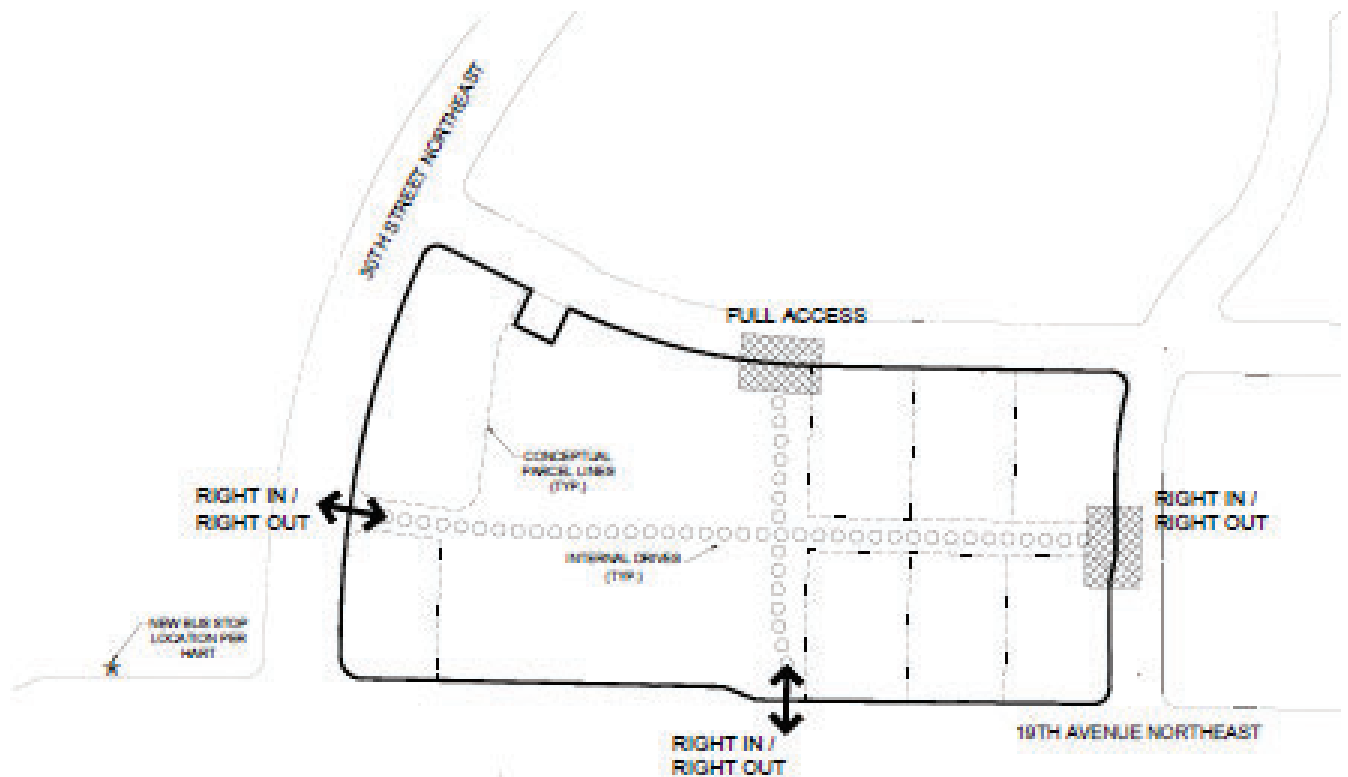 30TH STREET NORTHEAST
FULL ACCESS
CONCEPTUAL
PARCEL LINES
(TYP.)
RIGHT IN /
RIGHT OUT
RIGHT IN /
RIGHT OUT
INTERNAL DRIVES
(TYP.)
NEW BUS STOP
LOCATION PER
HART
19TH AVENUE NORTHEAST
RIGHT IN /
RIGHT OUT